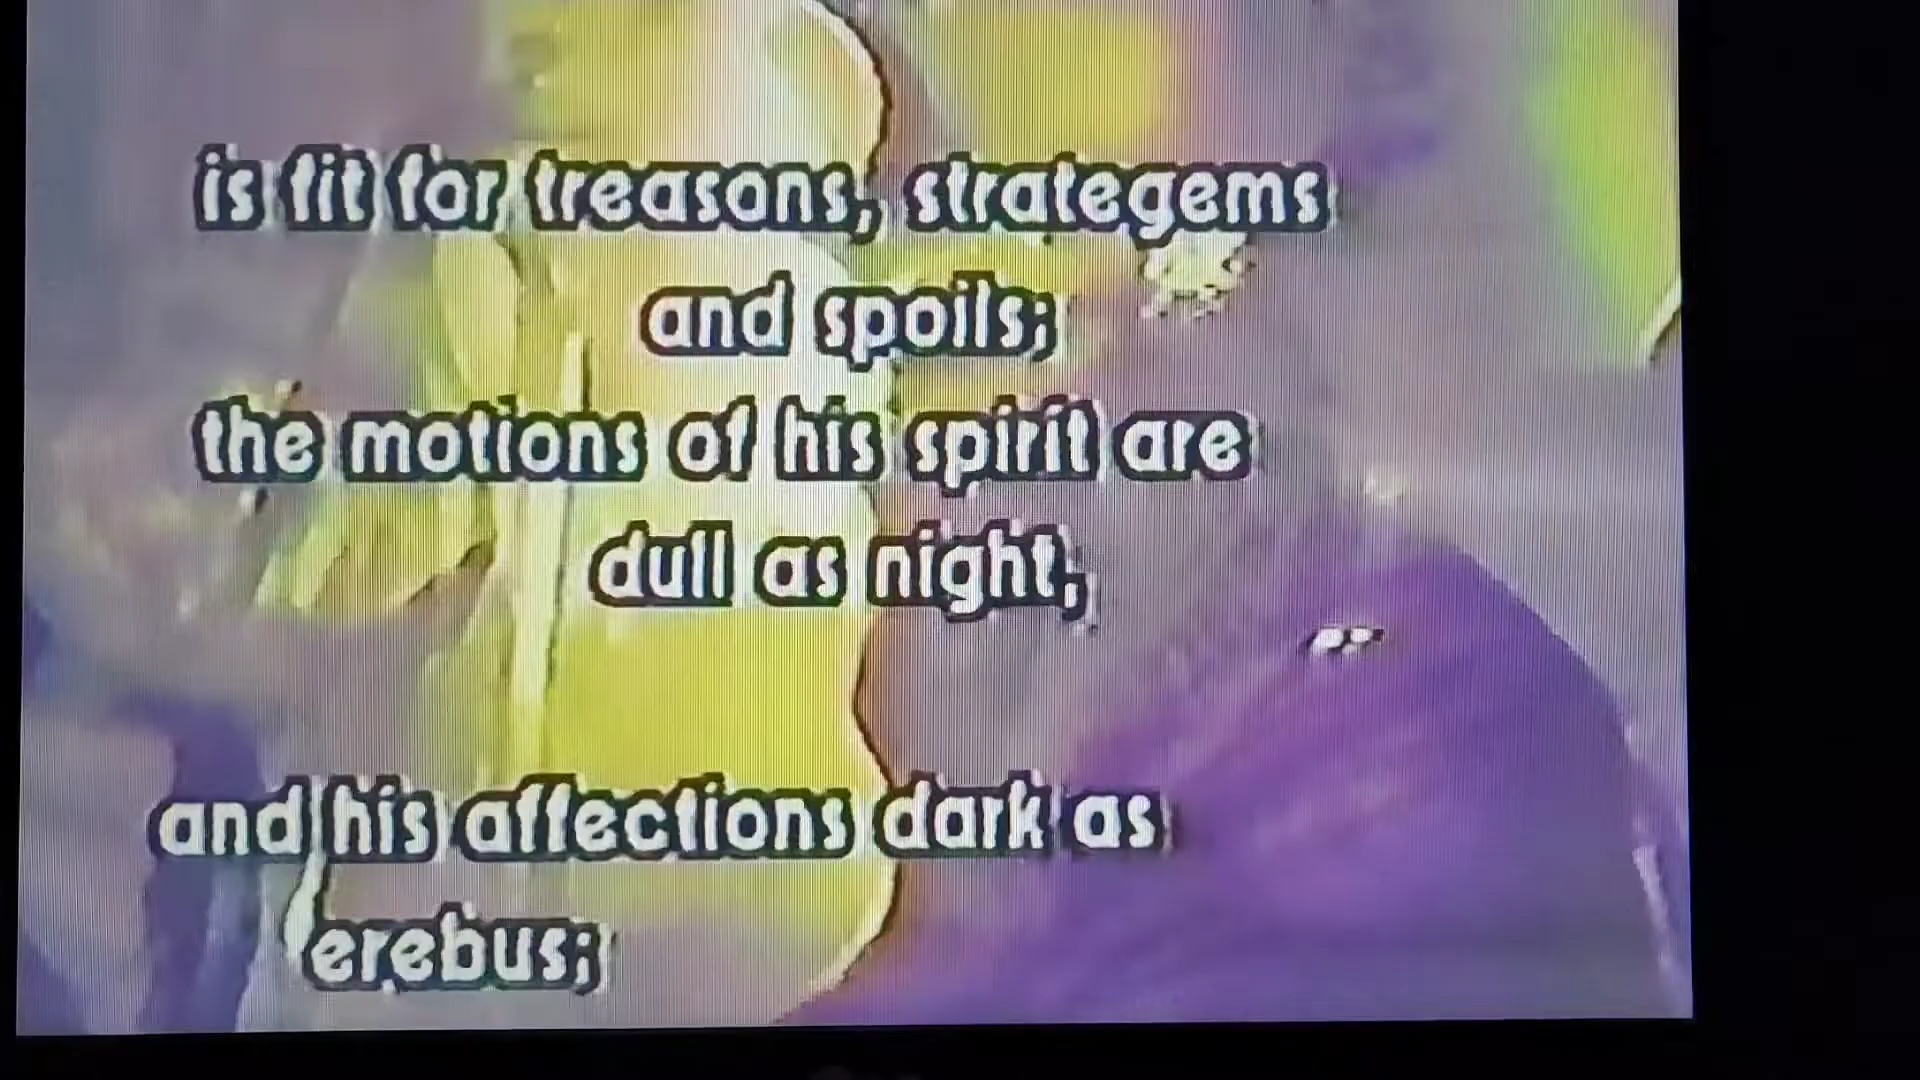 is fit for treasons, strategems
and spoils;
the motions of his spirit are
dull as night,
and his affections dark as
erebus;